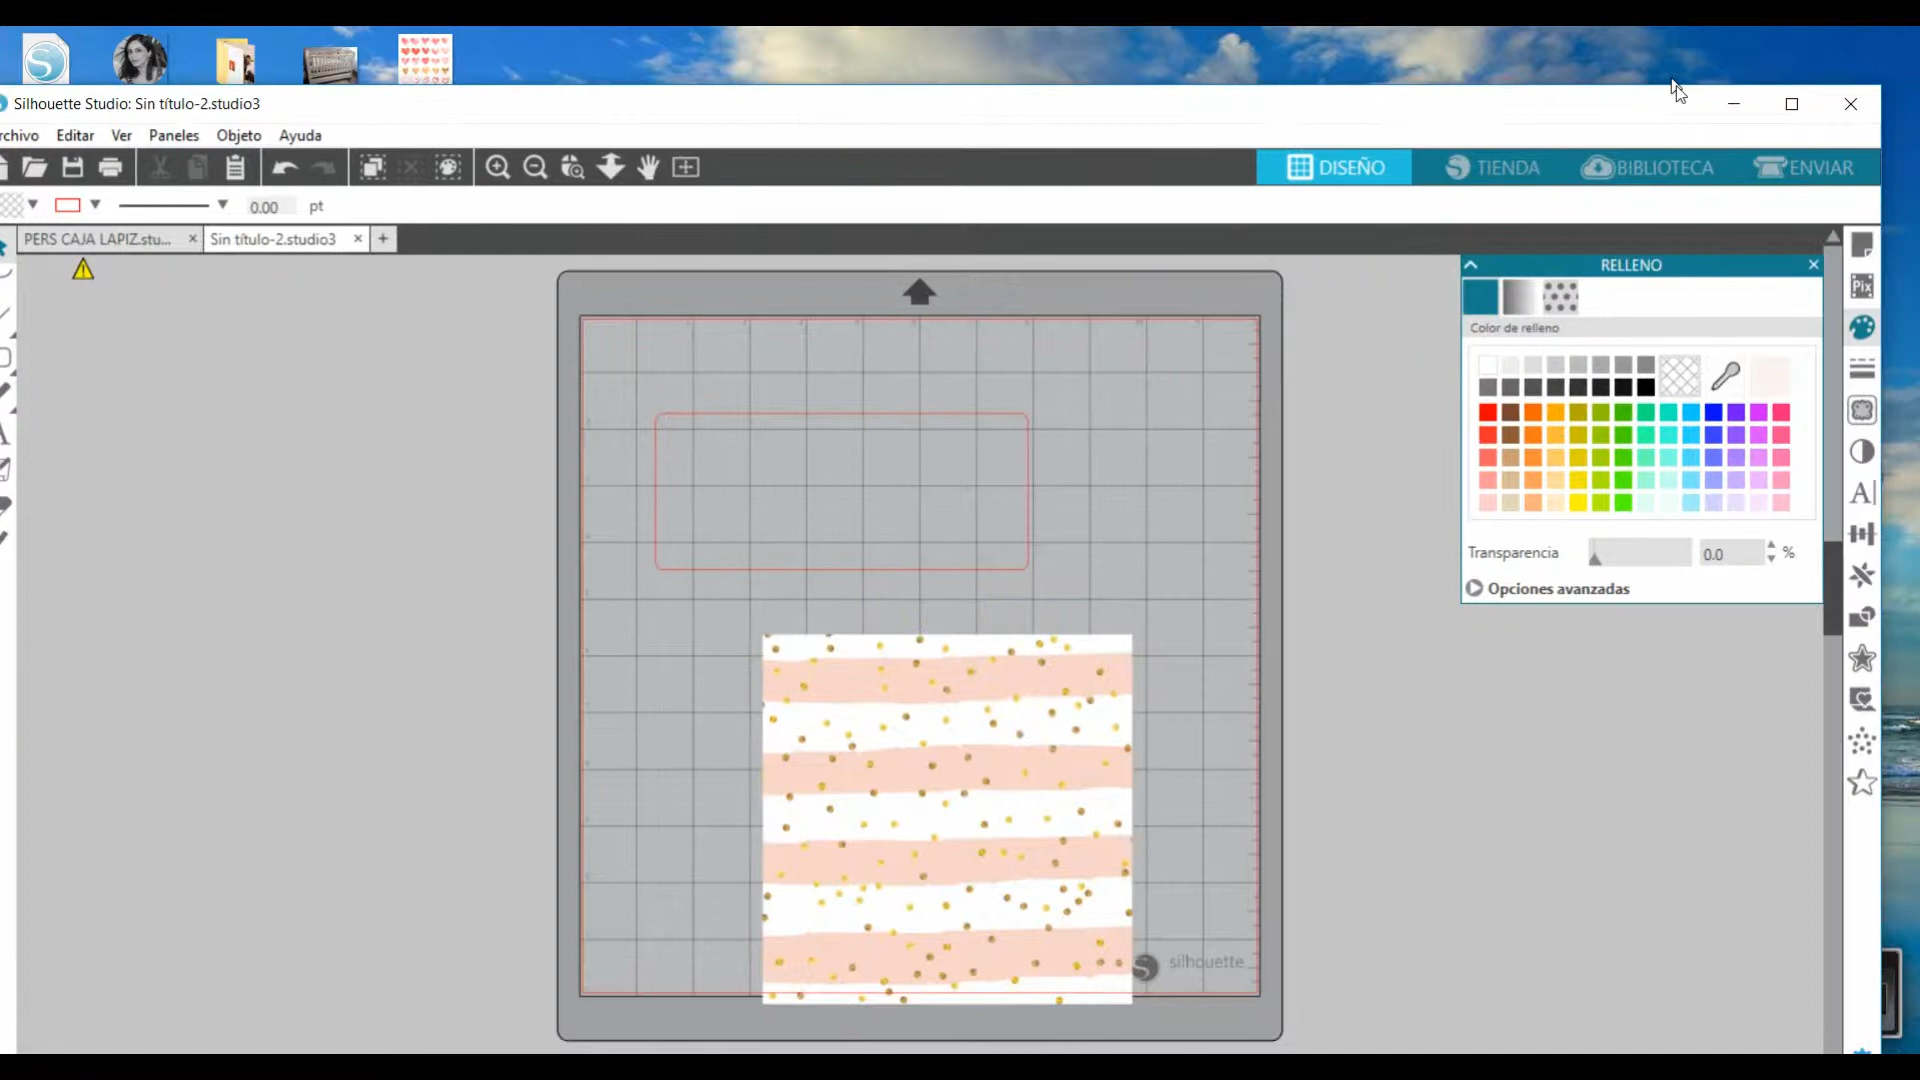 Silhouette Studio: Sin título-2.studio3
rchivo Editar Ver Paneles Objeto Ayuda
DISEÑO TIENDA BIBLIOTECA ENVIAR
0.00 pt
PERS CAJA LAPIZ.stu... Sin título-2.studio3
RELLENO
Pix
Color de relleno
Transparencia 0.0 %
Opciones avanzadas
silhouette